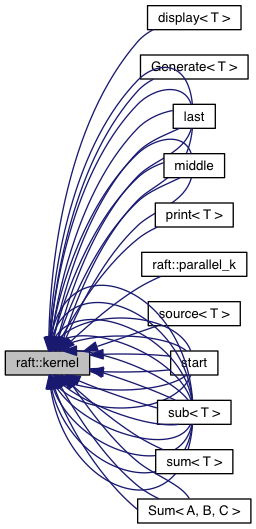 display< T >
Generate< T >
last
middle
print< T >
raft::parallel_k
source< T >
raft::kernel
start
sub< T >
sum< T >
Sum< A, B, C >